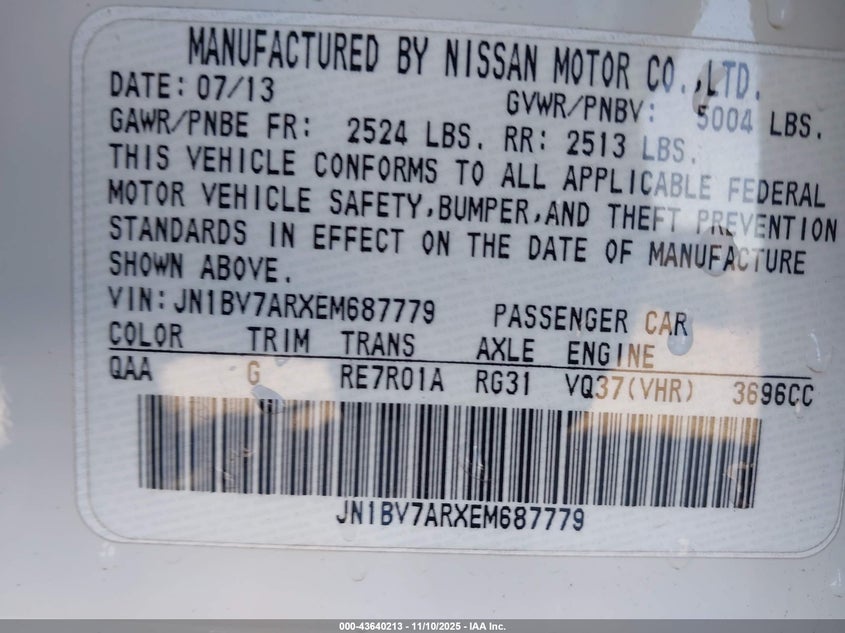 MANUFACTURED BY NISSAN MOTOR CO.,LTD.
DATE: 07/13 GVWR/PNBV: 5004 LBS.
GAWR/PNBE FR: 2524 LBS. RR: 2513 LBS.
THIS VEHICLE CONFORMS TO ALL APPLICABLE FEDERAL
MOTOR VEHICLE SAFETY,BUMPER,AND THEFT PREVENTION
STANDARDS IN EFFECT ON THE DATE OF MANUFACTURE
SHOWN ABOVE.
VIN: JN1BV7ARXEM687779 PASSENGER CAR
COLOR TRIM TRANS AXLE ENGINE
QAA G RE7R01A RG31 VQ37(VHR) 3696CC
JN1BV7ARXEM687779
000-43640213 - 11/10/2025 - IAA Inc.